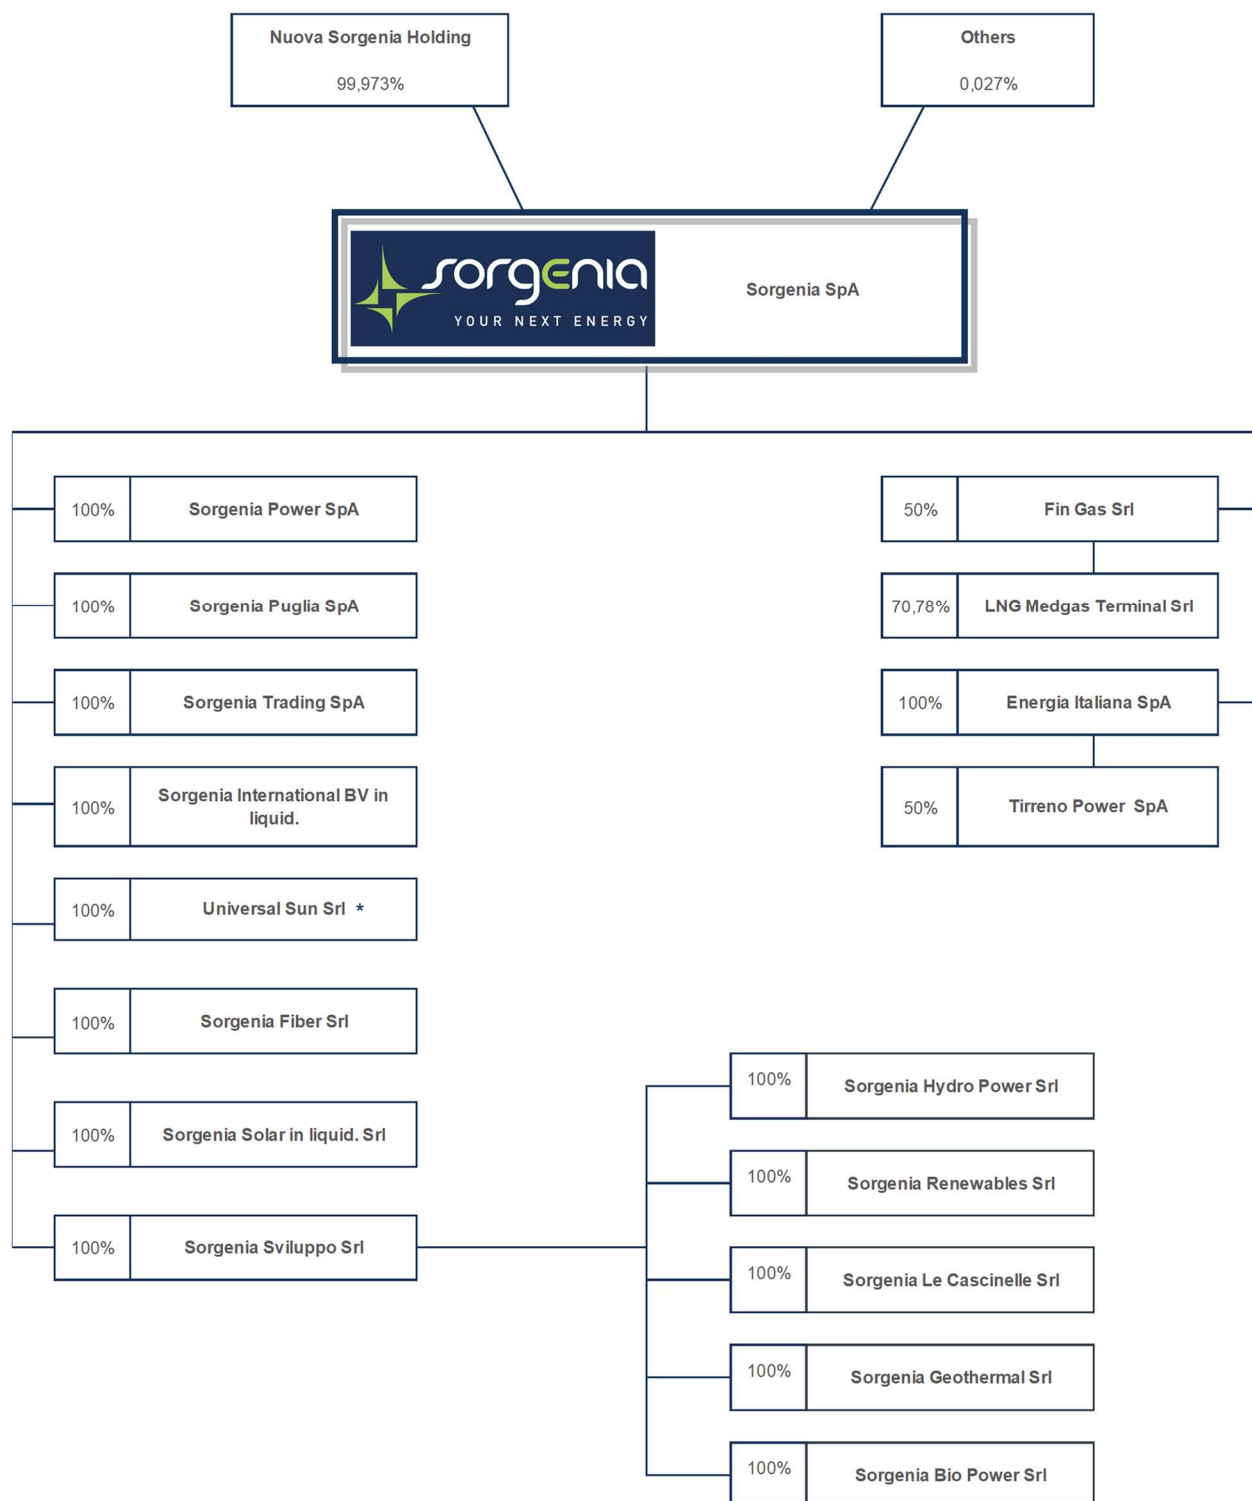 Nuova Sorgenia Holding
99,973%
Others
0,027%
sorgenia
YOUR NEXT ENERGY
Sorgenia SpA
100%
Sorgenia Power SpA
100%
Sorgenia Puglia SpA
100%
Sorgenia Trading SpA
100%
Sorgenia International BV in
liquid.
100%
Universal Sun Srl *
100%
Sorgenia Fiber Srl
100%
Sorgenia Solar in liquid. Srl
100%
Sorgenia Sviluppo Srl
50%
Fin Gas Srl
70,78%
LNG Medgas Terminal Srl
100%
Energia Italiana SpA
50%
Tirreno Power SpA
100%
Sorgenia Hydro Power Srl
100%
Sorgenia Renewables Srl
100%
Sorgenia Le Cascinelle Srl
100%
Sorgenia Geothermal Srl
100%
Sorgenia Bio Power Srl